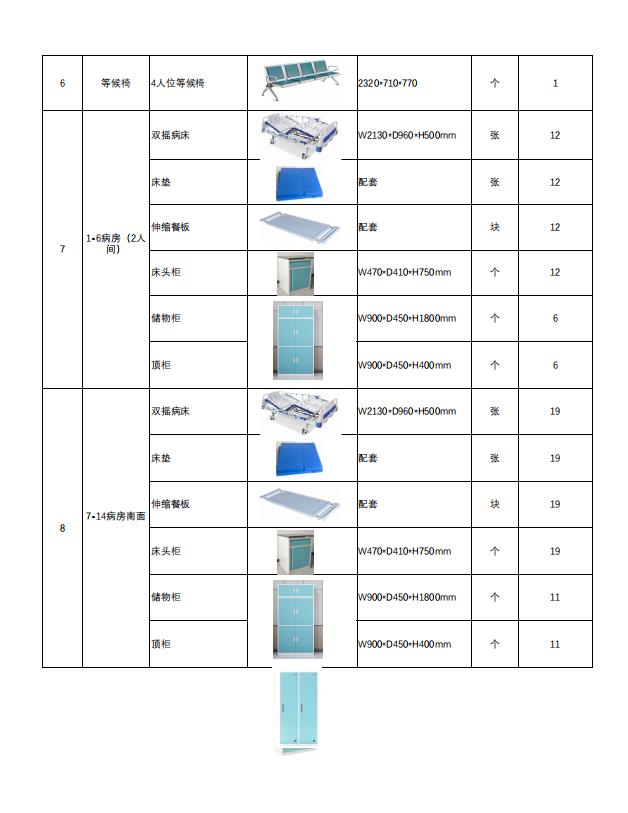 6 等候椅 4人位等候椅 2320*710*770 个 1
双摇病床 W2130*D960*H500mm 张 12
床垫 配套 张 12
伸缩餐板 配套 块 12
7 1-6病房（2人
间）
床头柜 W470*D410*H750mm 个 12
储物柜 W900*D450*H1800mm 个 6
顶柜 W900*D450*H400mm 个 6
双摇病床 W2130*D960*H500mm 张 19
床垫 配套 张 19
伸缩餐板 配套 块 19
8 7-14病房南面
床头柜 W470*D410*H750mm 个 19
储物柜 W900*D450*H1800mm 个 11
顶柜 W900*D450*H400mm 个 11